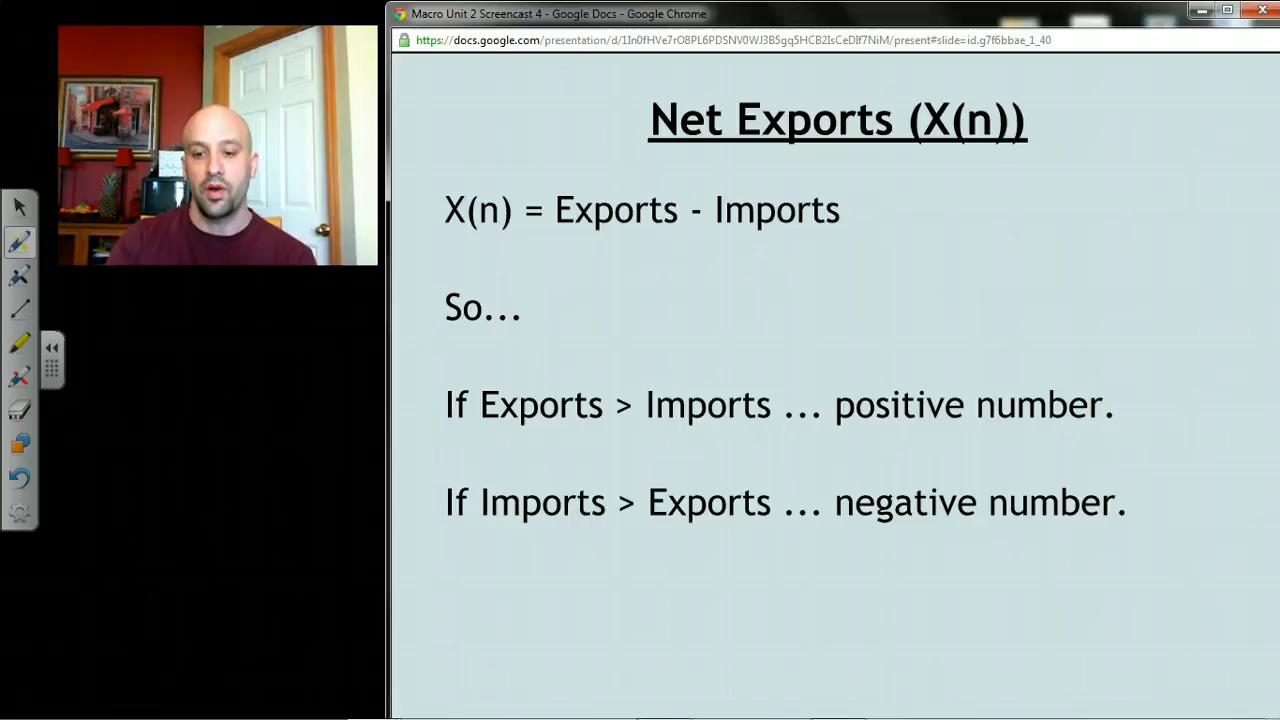 Macro Unit 2 Screencast 4 - Google Docs - Google Chrome
https://docs.google.com/presentation/d/1In0fHVe7rO8PL6PDSNV0WJ3B5gq5HCB2IsCeDIf7NiM/present#slide=id.g7f6bbae_1_40
Net Exports (X(n))
X(n) = Exports - Imports
So...
If Exports > Imports ... positive number.
If Imports > Exports ... negative number.